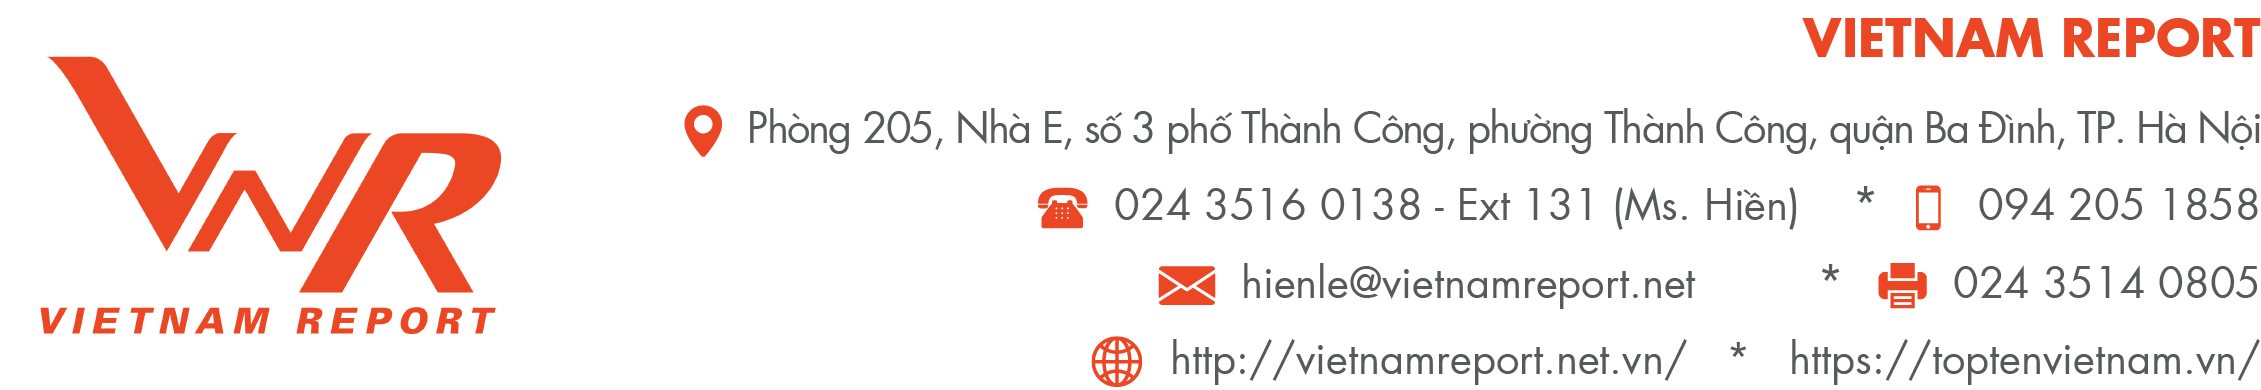 VNR
VIETNAM REPORT
VIETNAM REPORT
Phòng 205, Nhà E, số 3 phố Thành Công, phường Thành Công, quận Ba Đình, TP. Hà Nội
024 3516 0138 - Ext 131 (Ms. Hiền) * 094 205 1858
hienle@vietnamreport.net * 024 3514 0805
http://vietnamreport.net.vn/ * https://toptenvietnam.vn/